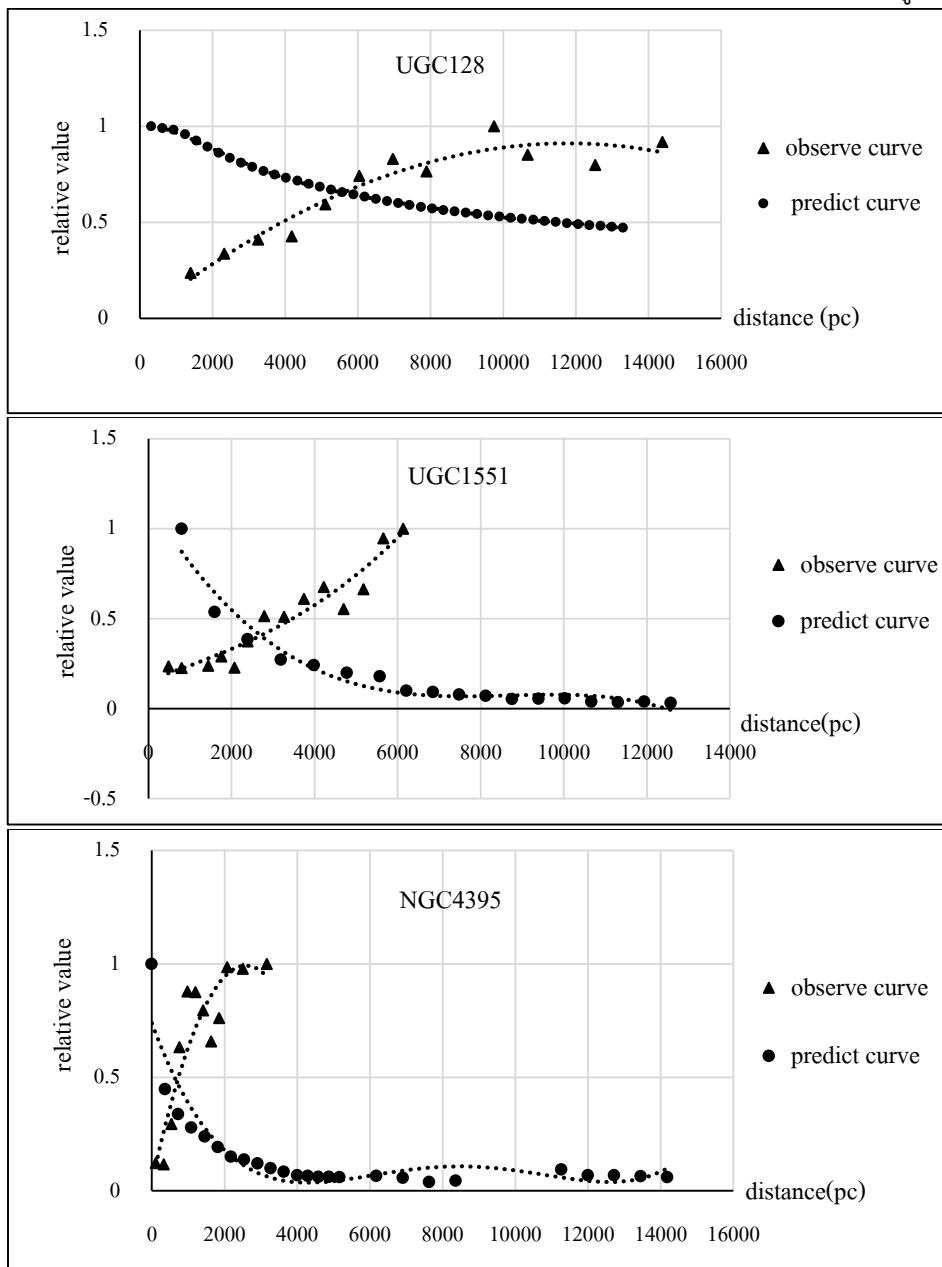 1.5
UGC128
1
0.5
0
relative value
observe curve
predict curve
distance (pc)
0 2000 4000 6000 8000 10000 12000 14000 16000
1.5
UGC1551
1
0.5
0
-0.5
relative value
observe curve
predict curve
distance(pc)
0 2000 4000 6000 8000 10000 12000 14000
1.5
NGC4395
1
0.5
0
relative value
observe curve
predict curve
distance(pc)
0 2000 4000 6000 8000 10000 12000 14000 16000